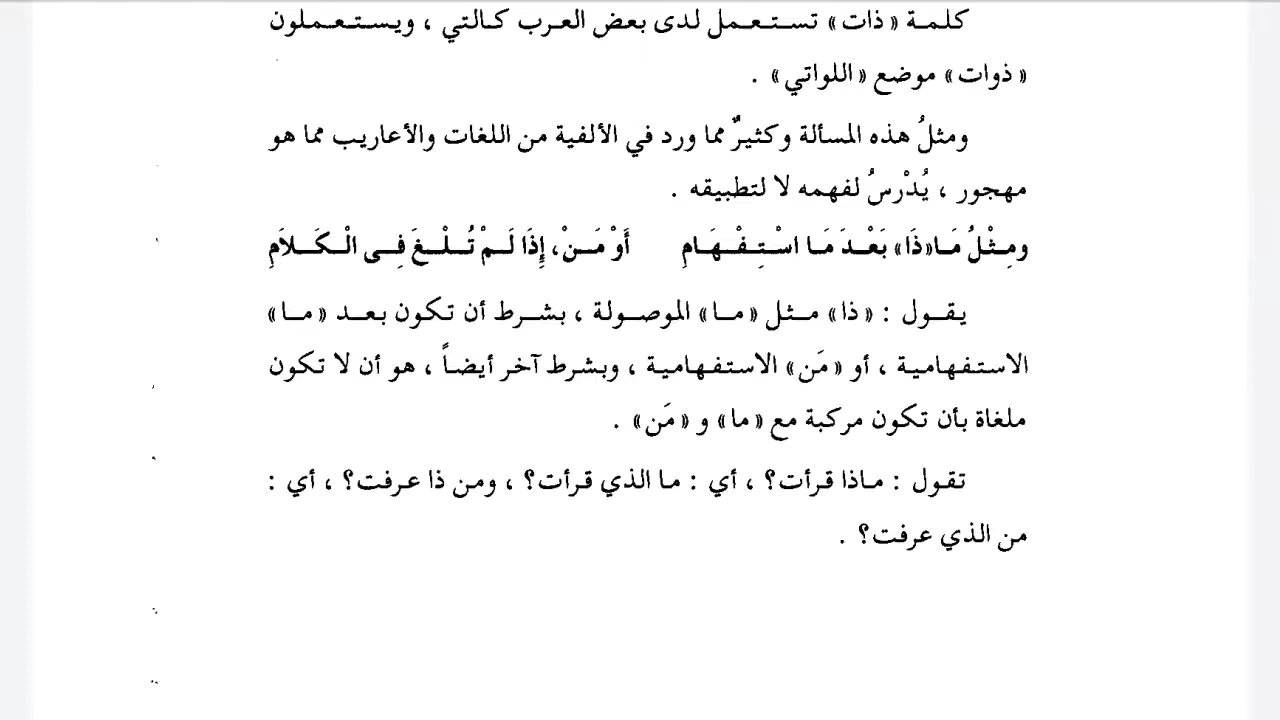 كلمة «ذات» تستعمل لدى بعض العرب كالتي ، ويستعملون
«ذوات» موضع «اللواتي» .
ومثلُ هذه المسألة وكثيرٌ مما ورد في الألفية من اللغات والأعاريب مما هو
مهجور ، يُدْرسُ لفهمه لا لتطبيقه .
ومِثْلُ مَا«ذَا» بَعْدَ مَا اسْتِفْهَامِ أَوْ مَنْ، إِذَا لَمْ تُلْغَ فِى الْكَلاَمِ
يقول : «ذا» مثل «ما» الموصولة ، بشرط أن تكون بعد «ما»
الاستفهامية ، أو «مَن» الاستفهامية ، وبشرط آخر أيضاً ، هو أن لا تكون
ملغاة بأن تكون مركبة مع «ما» و «مَن» .
تقول : ماذا قرأت؟ ، أي : ما الذي قرأت؟ ، ومن ذا عرفت؟ ، أي :
من الذي عرفت؟ .